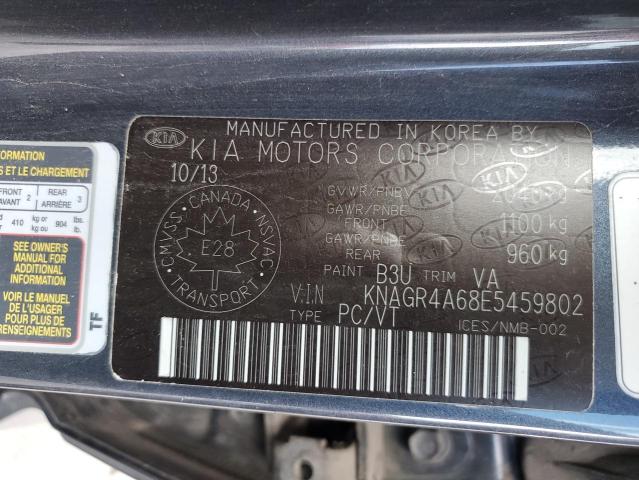 MANUFACTURED IN KOREA BY
KIA
KIA MOTORS CORPORATION
10/13
GVWR/PNBV
GAWR/PNBE
FRONT 1100 kg
GAWR/PNBE
REAR 960 kg
CMVSS · CANADA · NSVAC
E28
TRANSPORT
PAINT B3U TRIM VA
V.I.N KNAGR4A68E5459802
TYPE PC/VT
ICES/NMB-002
NFORMATION
S ET LE CHARGEMENT
FRONT 2 REAR 3
AVANT ARRIÈRE
410 kg or 904 lbs.
kg ou lb.
SEE OWNER'S
MANUAL FOR
ADDITIONAL
INFORMATION
VOIR LE MANUEL
DE L'USAGER
POUR PLUS DE
RENSEIGNEMENTS
TF